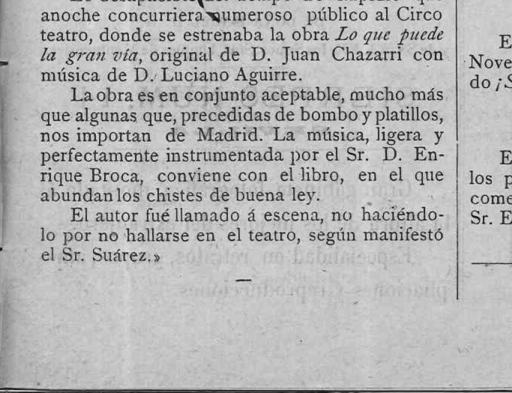 anoche concurriera numeroso público al Circo
teatro, donde se estrenaba la obra Lo que puede
la gran vía, original de D. Juan Chazarri con
música de D. Luciano Aguirre.
La obra es en conjunto aceptable, mucho más
que algunas que, precedidas de bombo y platillos,
nos importan de Madrid. La música, ligera y
perfectamente instrumentada por el Sr. D. En-
rique Broca, conviene con el libro, en el que
abundan los chistes de buena ley.
El autor fué llamado á escena, no haciéndo-
lo por no hallarse en el teatro, según manifestó
el Sr. Suárez.»
E
Nove
do ¡S
E
los p
come
Sr. E